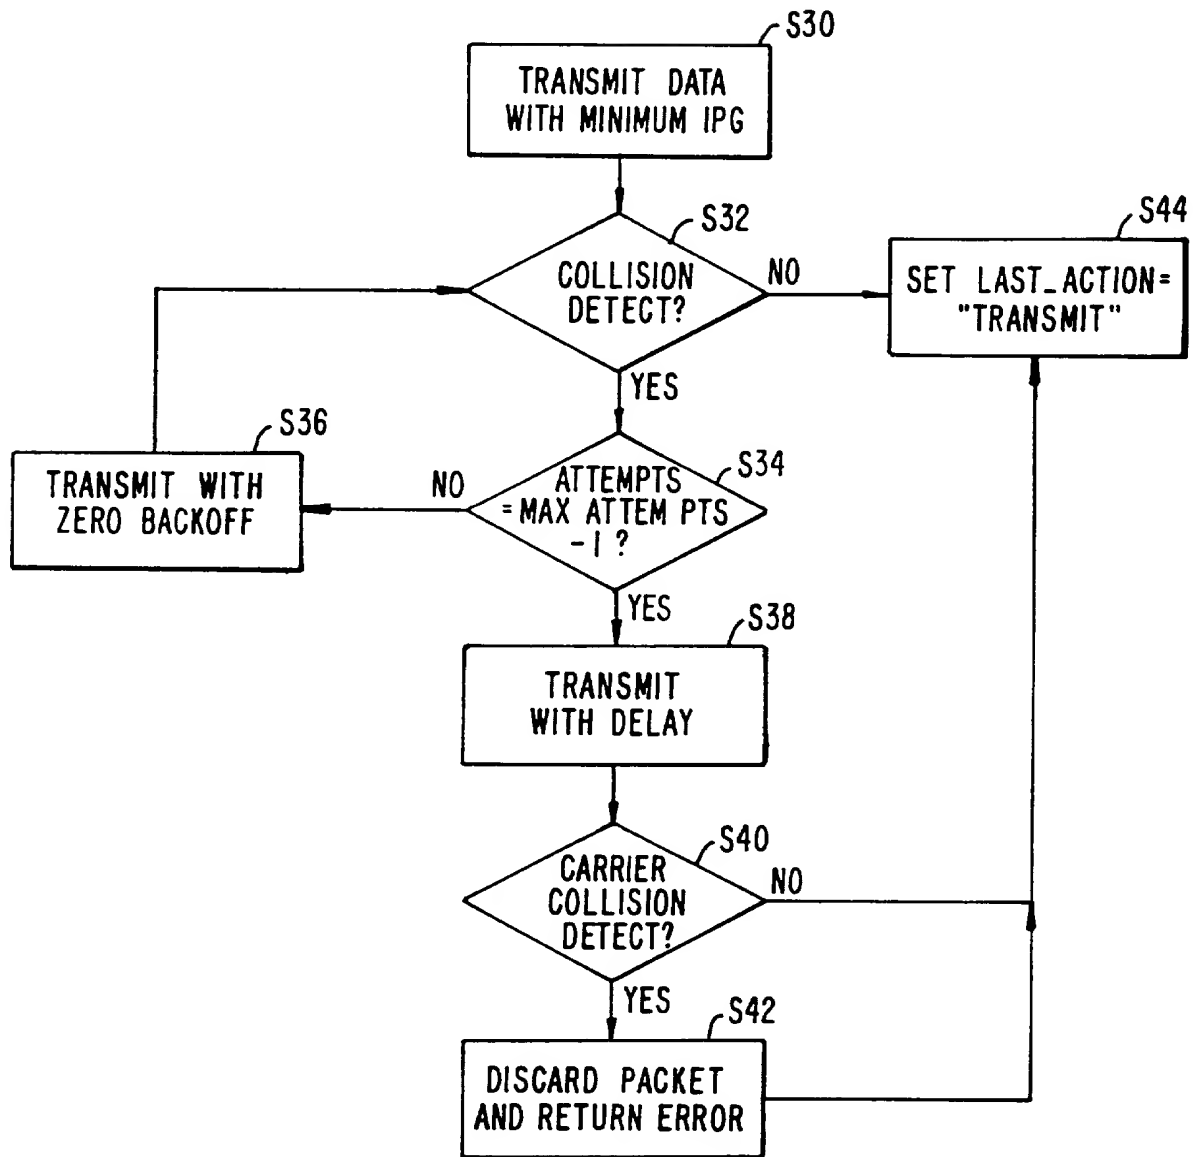 S30
TRANSMIT DATA
WITH MINIMUM IPG
S32
COLLISION
DETECT?
NO
YES
S44
SET LAST_ACTION=
"TRANSMIT"
S36
TRANSMIT WITH
ZERO BACKOFF
NO
S34
ATTEMPTS
=MAX ATTEM PTS
-1 ?
YES
S38
TRANSMIT
WITH DELAY
S40
CARRIER
COLLISION
DETECT?
NO
YES
S42
DISCARD PACKET
AND RETURN ERROR